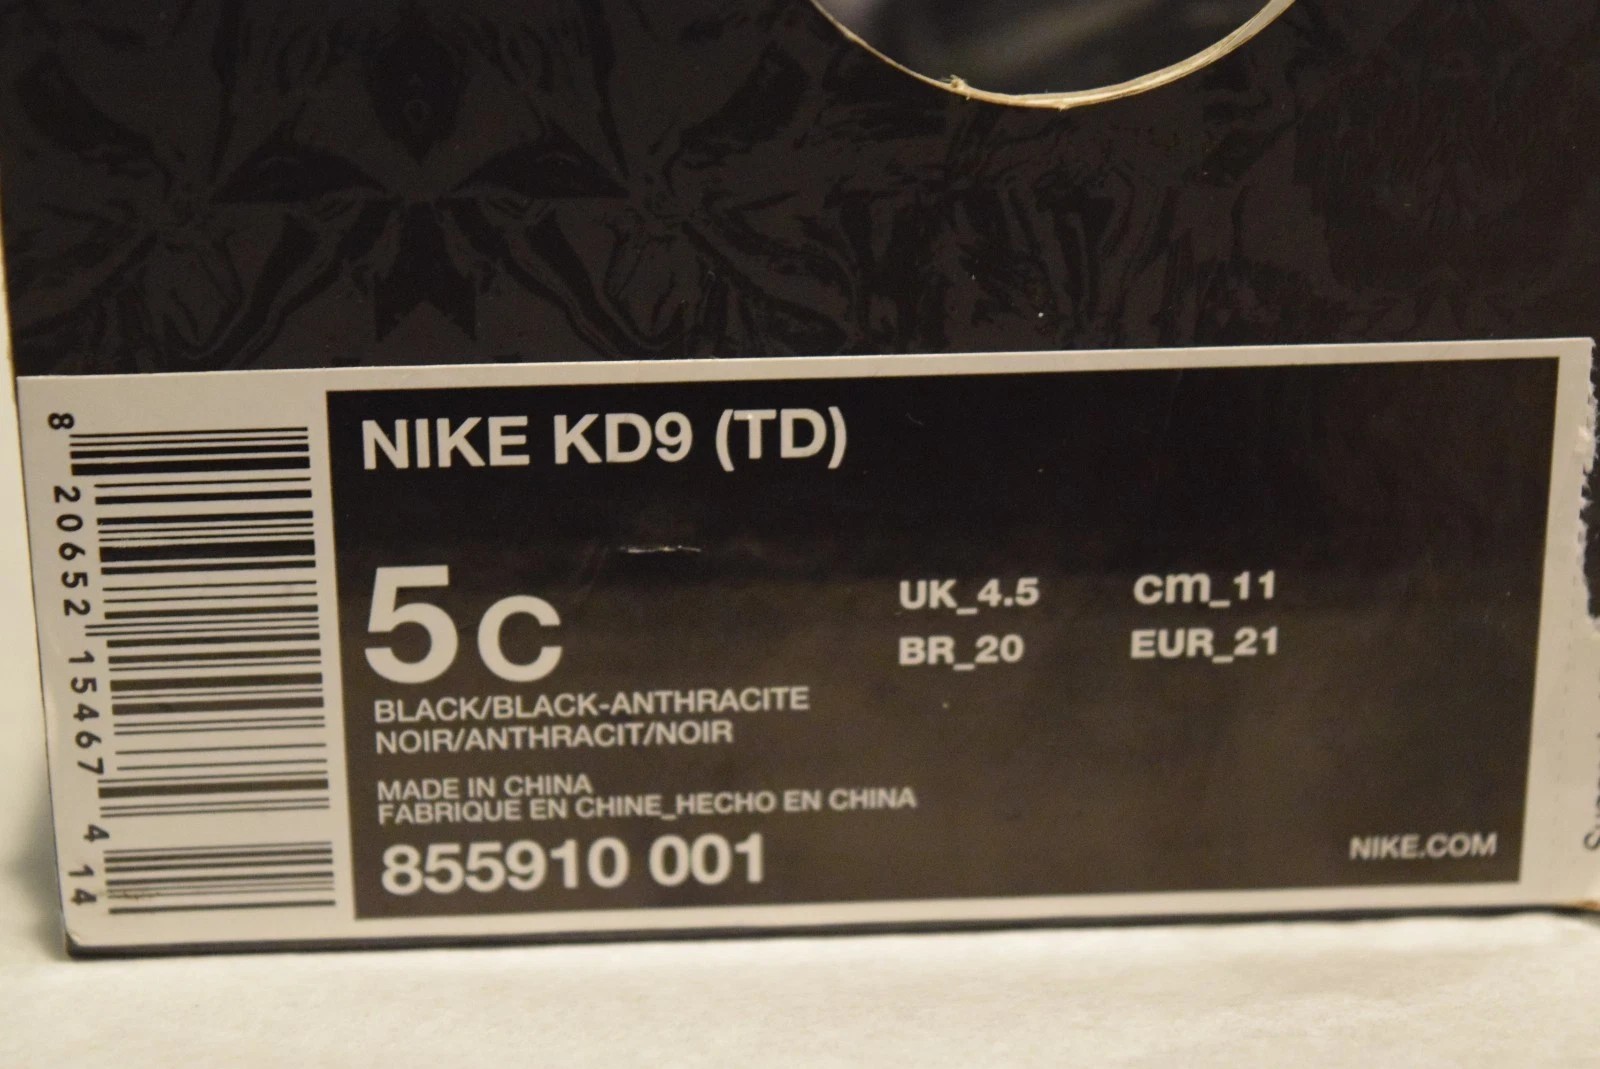 NIKE KD9 (TD)
5C
UK_4.5 cm_11
BR_20 EUR_21
BLACK/BLACK-ANTHRACITE
NOIR/ANTHRACIT/NOIR
MADE IN CHINA
FABRIQUE EN CHINE_HECHO EN CHINA
855910 001
NIKE.COM
8 20652 15467 4 14